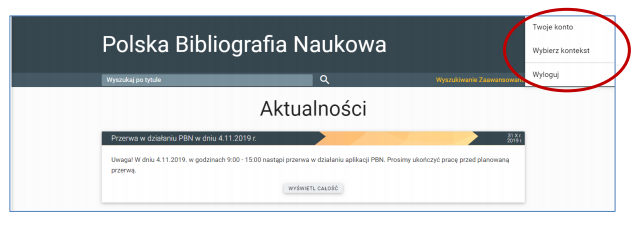 Twoje konto
Polska Bibliografia Naukowa
Wybierz kontekst
Wyloguj
Wyszukaj po tytule
Wyszukiwanie Zaawansowane
Aktualności
Przerwa w działaniu PBN w dniu 4.11.2019 r.
31 X r.
2019 r.
Uwaga! W dniu 4.11.2019. w godzinach 9:00 - 15:00 nastąpi przerwa w działaniu aplikacji PBN. Prosimy ukończyć pracę przed planowaną
przerwą.
WYŚWIETL CAŁOŚĆ